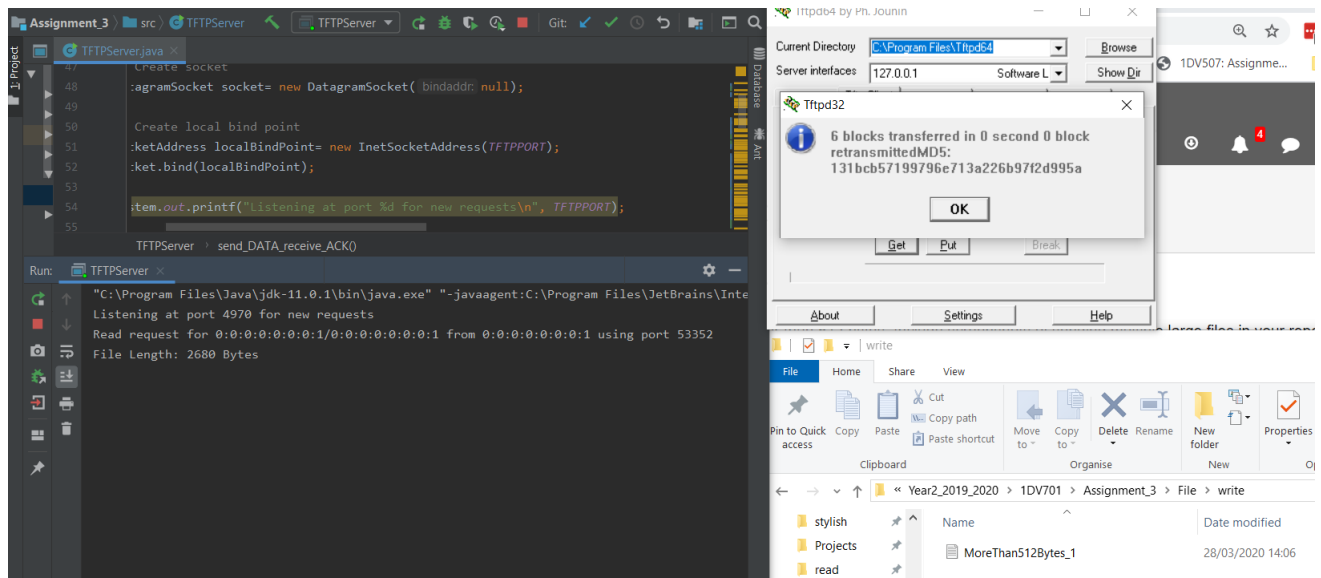 Assignment_3 〉 src 〉 TFTPServer
TFTPServer
Git:
1: Project
TFTPServer.java ×
47 Create socket
48 :agramSocket socket= new DatagramSocket( bindaddr: null);
49
50 Create local bind point
51 :ketAddress localBindPoint= new InetSocketAddress(TFTPPORT);
52 :ket.bind(localBindPoint);
53
54 stem.out.printf("Listening at port %d for new requests\n", TFTPPORT);
55
TFTPServer › send_DATA_receive_ACK()
Database
Ant
Run: TFTPServer ×
"C:\Program Files\Java\jdk-11.0.1\bin\java.exe" "-javaagent:C:\Program Files\JetBrains\Inte
Listening at port 4970 for new requests
Read request for 0:0:0:0:0:0:0:1/0:0:0:0:0:0:0:1 from 0:0:0:0:0:0:0:1 using port 53352
File Length: 2680 Bytes
Tftpd64 by Ph. Jounin
Current Directory C:\Program Files\Tftpd64 Browse
Server interfaces 127.0.0.1 Software L Show Dir
Tftpd32
6 blocks transferred in 0 second 0 block
retransmittedMD5:
131bcb57199796e713a226b97f2d995a
OK
Get Put Break
About Settings Help
1DV507: Assignme...
4
large files in your
write
File Home Share View
Pin to Quick
access
Copy
Paste
Cut
Copy path
Paste shortcut
Clipboard
Move
to
Copy
to
Delete
Rename
Organise
New
folder
New
Properties
« Year2_2019_2020 › 1DV701 › Assignment_3 › File › write
stylish
Projects
read
Name Date modified
MoreThan512Bytes_1 28/03/2020 14:06